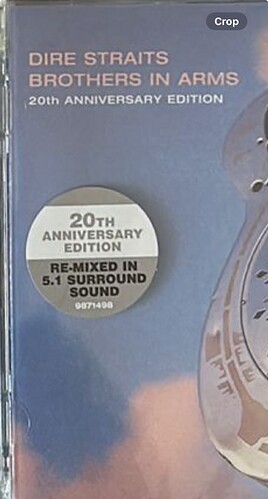 Crop
DIRE STRAITS
BROTHERS IN ARMS
20th ANNIVERSARY EDITION
20TH
ANNIVERSARY
EDITION
RE-MIXED IN
5.1 SURROUND
SOUND
9871498